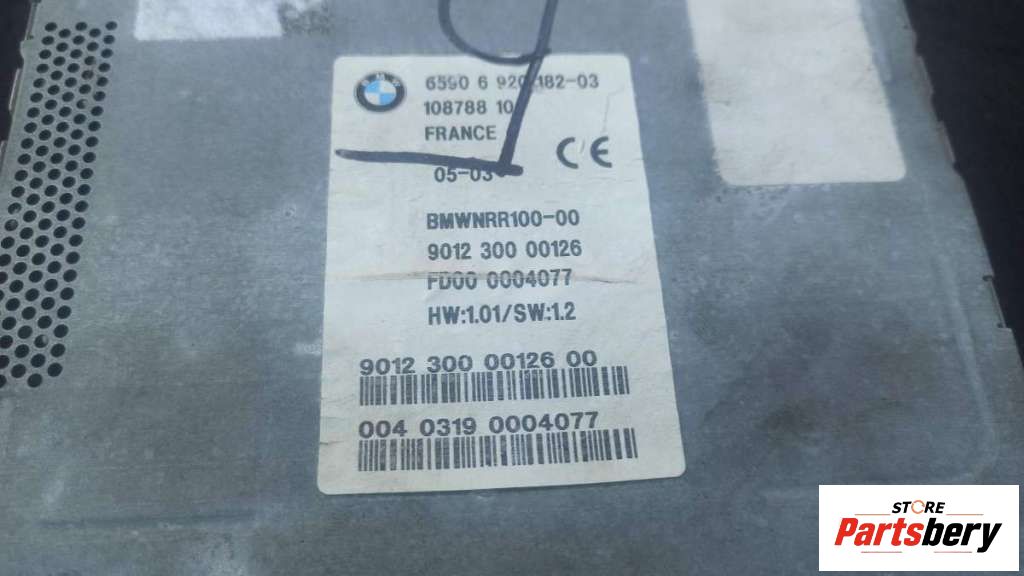 BMW
6590 6 920 182-03
108788 10
FRANCE
CE
05-03
BMWNRR100-00
9012 300 00126
FD00 0004077
HW:1.01/SW:1.2
9012 300 00126 00
004 0319 0004077
STORE
Partsbery